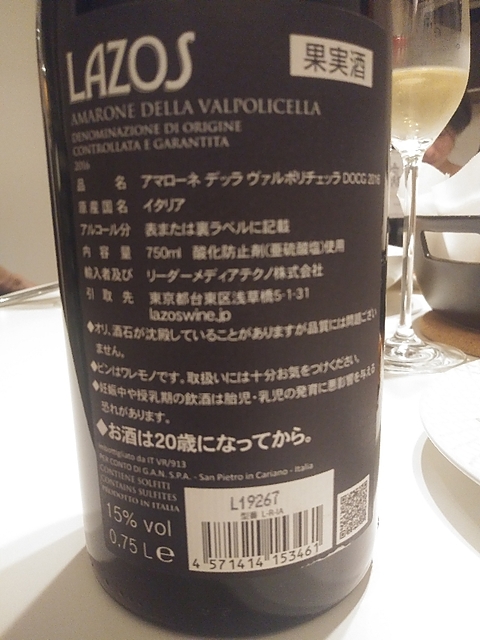 LAZOS
果実酒
AMARONE DELLA VALPOLICELLA
DENOMINAZIONE DI ORIGINE
CONTROLLATA E GARANTITA
2016
品 名 アマローネ デッラ ヴァルポリチェッラ DOCG 2016
原産国名 イタリア
アルコール分 表または裏ラベルに記載
内 容 量 750ml 酸化防止剤(亜硫酸塩)使用
輸入者及び リーダーメディアテクノ株式会社
引 取 先 東京都台東区浅草橋5-1-31
lazoswine.jp
◆オリ、酒石が沈殿していることがありますが品質には問題ござい
ません。
◆ビンはワレモノです。取扱いには十分お気をつけください。
◆妊娠中や授乳期の飲酒は胎児・乳児の発育に悪影響を与える
恐れがあります。
◆お酒は20歳になってから。
Imbottigliato da IT VR/913
PER CONTO DI G.A.N. S.P.A. - San Pietro in Cariano - Italia
CONTIENE SOLFITI
CONTAINS SULFITES
PRODOTTO IN ITALIA
15% vol
0.75 L e
L19267
型番 L-R-IA
4 571414 153461